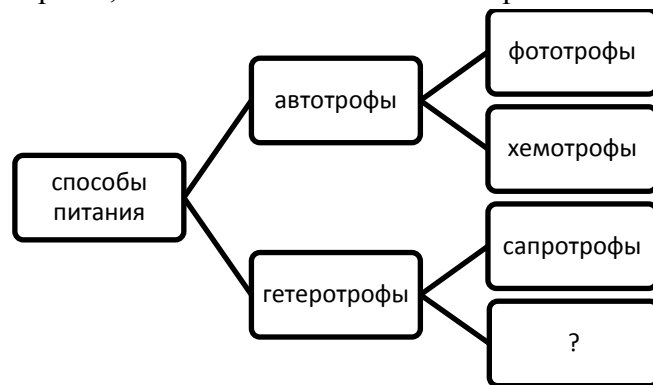 фототрофы
автотрофы
хемотрофы
способы
питания
сапротрофы
гетеротрофы
?